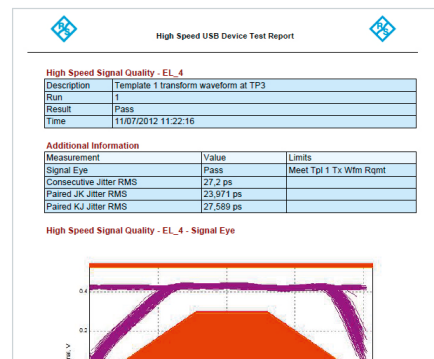 R&S
R&S
High Speed USB Device Test Report
High Speed Signal Quality - EL_4
Description Template 1 transform waveform at TP3
Run 1
Result Pass
Time 11/07/2012 11:22:16
Additional Information
Measurement Value Limits
Signal Eye Pass Meet Tpl 1 Tx Wfm Rqmt
Consecutive Jitter RMS 27,2 ps
Paired JK Jitter RMS 23,971 ps
Paired KJ Jitter RMS 27,589 ps
High Speed Signal Quality - EL_4 - Signal Eye
0.4
0.2